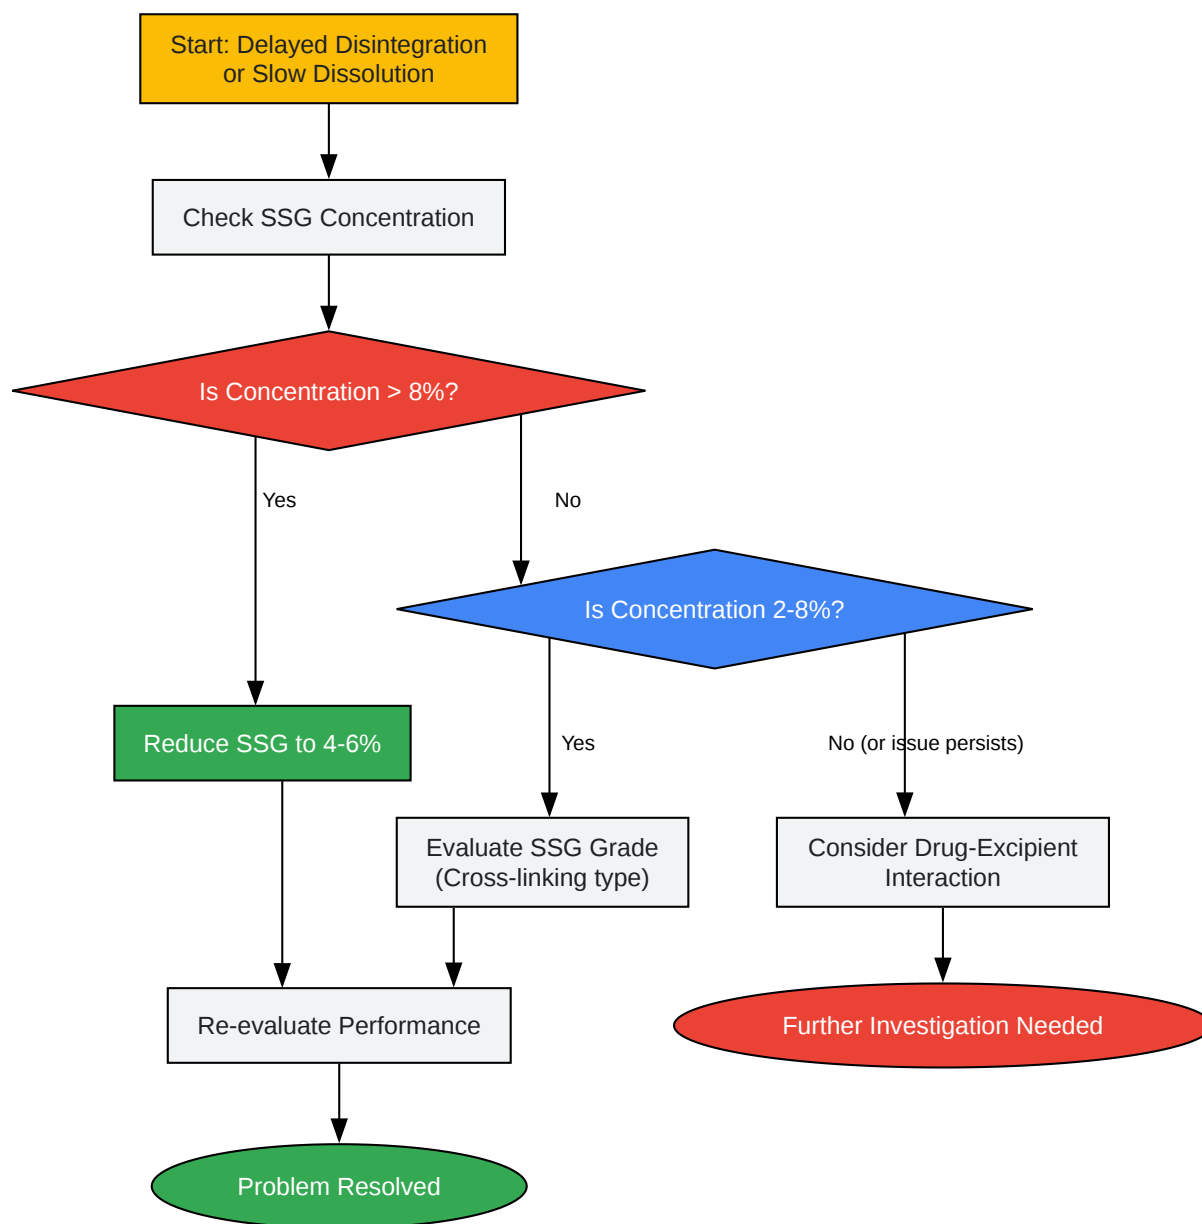 Start: Delayed Disintegration
or Slow Dissolution
Check SSG Concentration
Is Concentration > 8%?
Yes
No
Is Concentration 2-8%?
Reduce SSG to 4-6%
Yes
No (or issue persists)
Evaluate SSG Grade
(Cross-linking type)
Consider Drug-Excipient
Interaction
Re-evaluate Performance
Further Investigation Needed
Problem Resolved